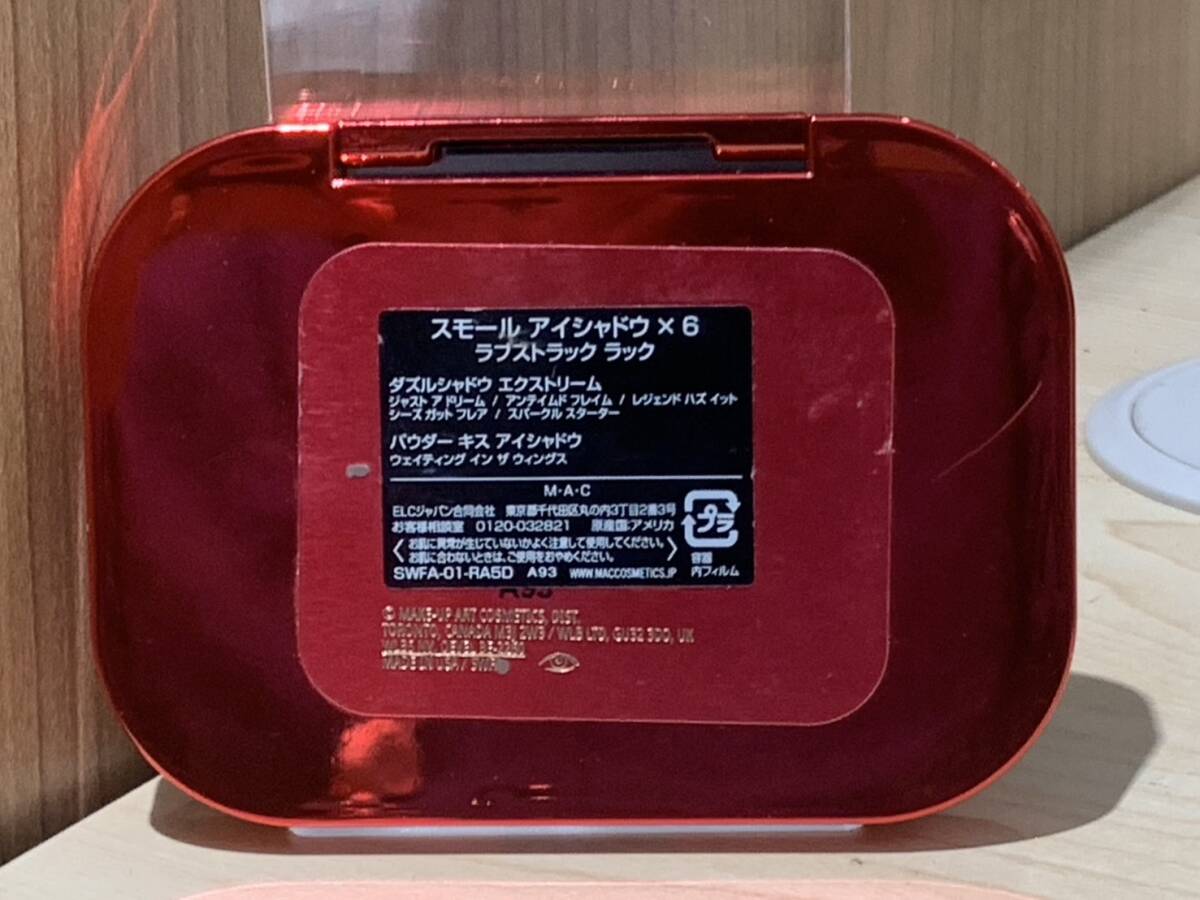 スモール アイシャドウ × 6
ラブストラック ラック
ダズルシャドウ エクストリーム
ジャスト ア ドリーム / アンテイムド フレイム / レジェンド ハズ イット
シーズ ガット フレア / スパークル スターター
パウダー キス アイシャドウ
ウェイティング イン ザ ウィングス
M·A·C
ELCジャパン合同会社 東京都千代田区丸の内3丁目2番3号
お客様相談室 0120-032821 原産国:アメリカ
お肌に異常が生じていないかよく注意して使用してください。
お肌に合わないときは、ご使用をおやめください。
プラ
容器
内フィルム
SWFA-01-RA5D A93 WWW.MACCOSMETICS.JP
A93
© MAKE-UP ART COSMETICS, DIST.
TORONTO, CANADA M3J 2W3 / WLB LTD, GU32 3DD, UK
MADE IN USA /